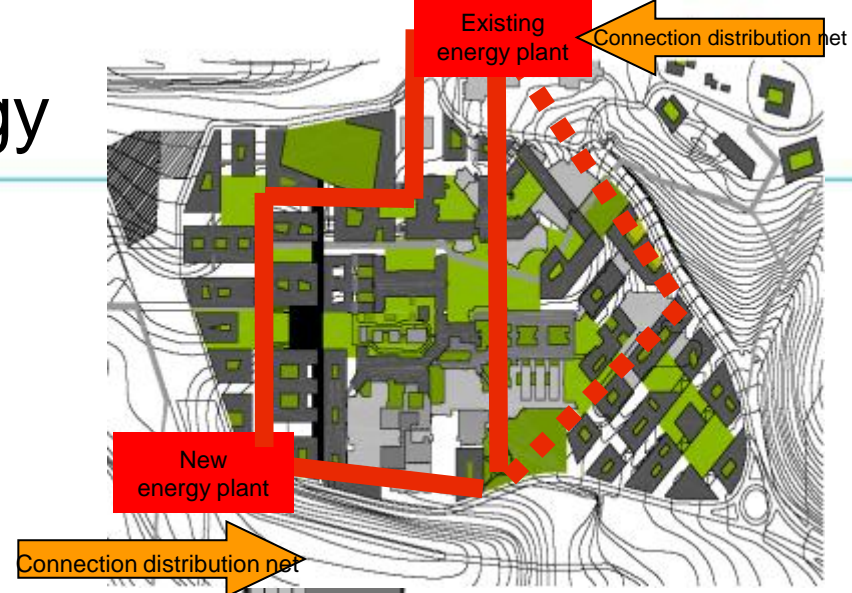 Existing
energy plant
Connection distribution net
gy
New
energy plant
Connection distribution net